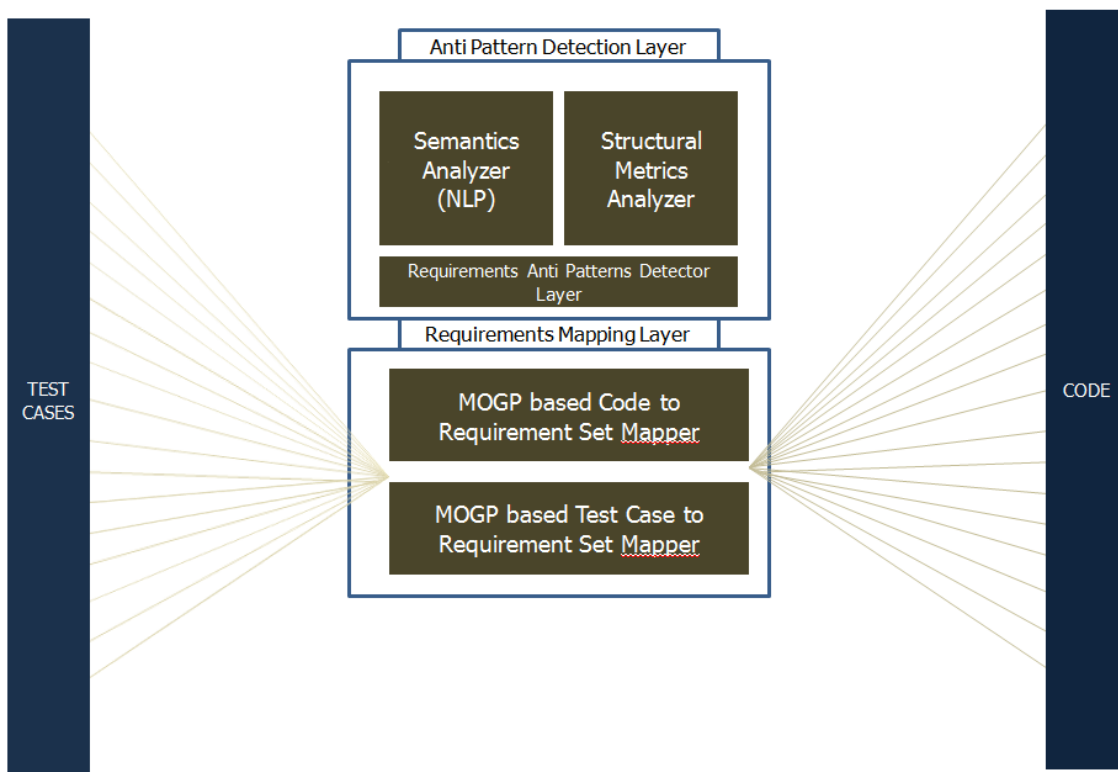 Anti Pattern Detection Layer
Semantics
Analyzer
(NLP)
Structural
Metrics
Analyzer
Requirements Anti Patterns Detector
Layer
Requirements Mapping Layer
MOGP based Code to
Requirement Set Mapper
MOGP based Test Case to
Requirement Set Mapper
TEST
CASES
CODE